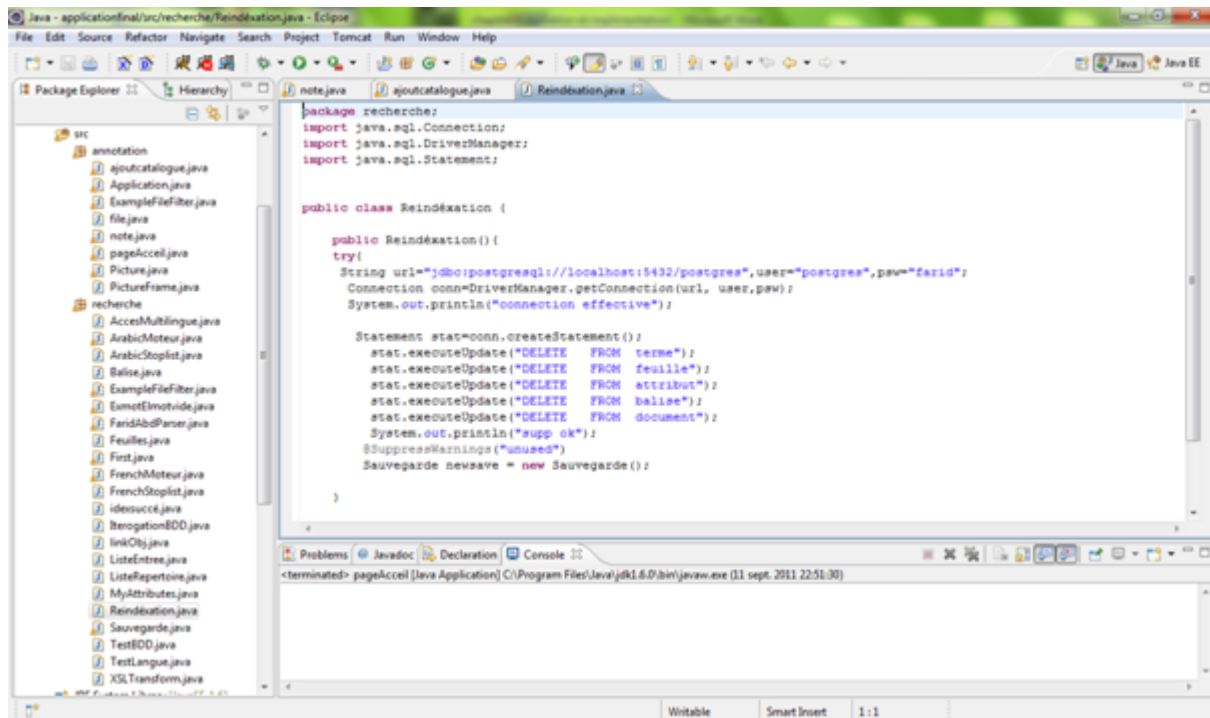 Java - applicationfinal/src/recherche/Reindéxation.java - Eclipse
File Edit Source Refactor Navigate Search Project Tomcat Run Window Help
Java Java EE
Package Explorer Hierarchy
note.java ajoutcatalogue.java Reindéxation.java
src
annotation
ajoutcatalogue.java
Application.java
ExampleFileFilter.java
file.java
note.java
pageAcceil.java
Picture.java
PictureFrame.java
recherche
AccesMultilingue.java
ArabicMoteur.java
ArabicStoplist.java
Balise.java
ExampleFileFilter.java
ExmotElmotvide.java
FaridAbdParser.java
Feuilles.java
First.java
FrenchMoteur.java
FrenchStoplist.java
idexsuccé.java
IterogationBDD.java
linkObj.java
ListeEntree.java
ListeRepertoire.java
MyAttributes.java
Reindéxation.java
Sauvegarde.java
TestBDD.java
TestLangue.java
XSLTransform.java
package recherche;
import java.sql.Connection;
import java.sql.DriverManager;
import java.sql.Statement;
public class Reindéxation {
public Reindéxation(){
try{
String url="jdbc:postgresql://localhost:5432/postgres",user="postgres",psw="farid";
Connection conn=DriverManager.getConnection(url, user,psw);
System.out.println("connection effective");
Statement stat=conn.createStatement();
stat.executeUpdate("DELETE FROM terme");
stat.executeUpdate("DELETE FROM feuille");
stat.executeUpdate("DELETE FROM attribut");
stat.executeUpdate("DELETE FROM balise");
stat.executeUpdate("DELETE FROM document");
System.out.println("supp ok");
@SuppressWarnings("unused")
Sauvegarde newsave = new Sauvegarde();
}
Problems Javadoc Declaration Console
<terminated> pageAcceil [Java Application] C:\Program Files\Java\jdk1.6.0\bin\javaw.exe (11 sept. 2011 22:51:30)
Writable Smart Insert 1:1